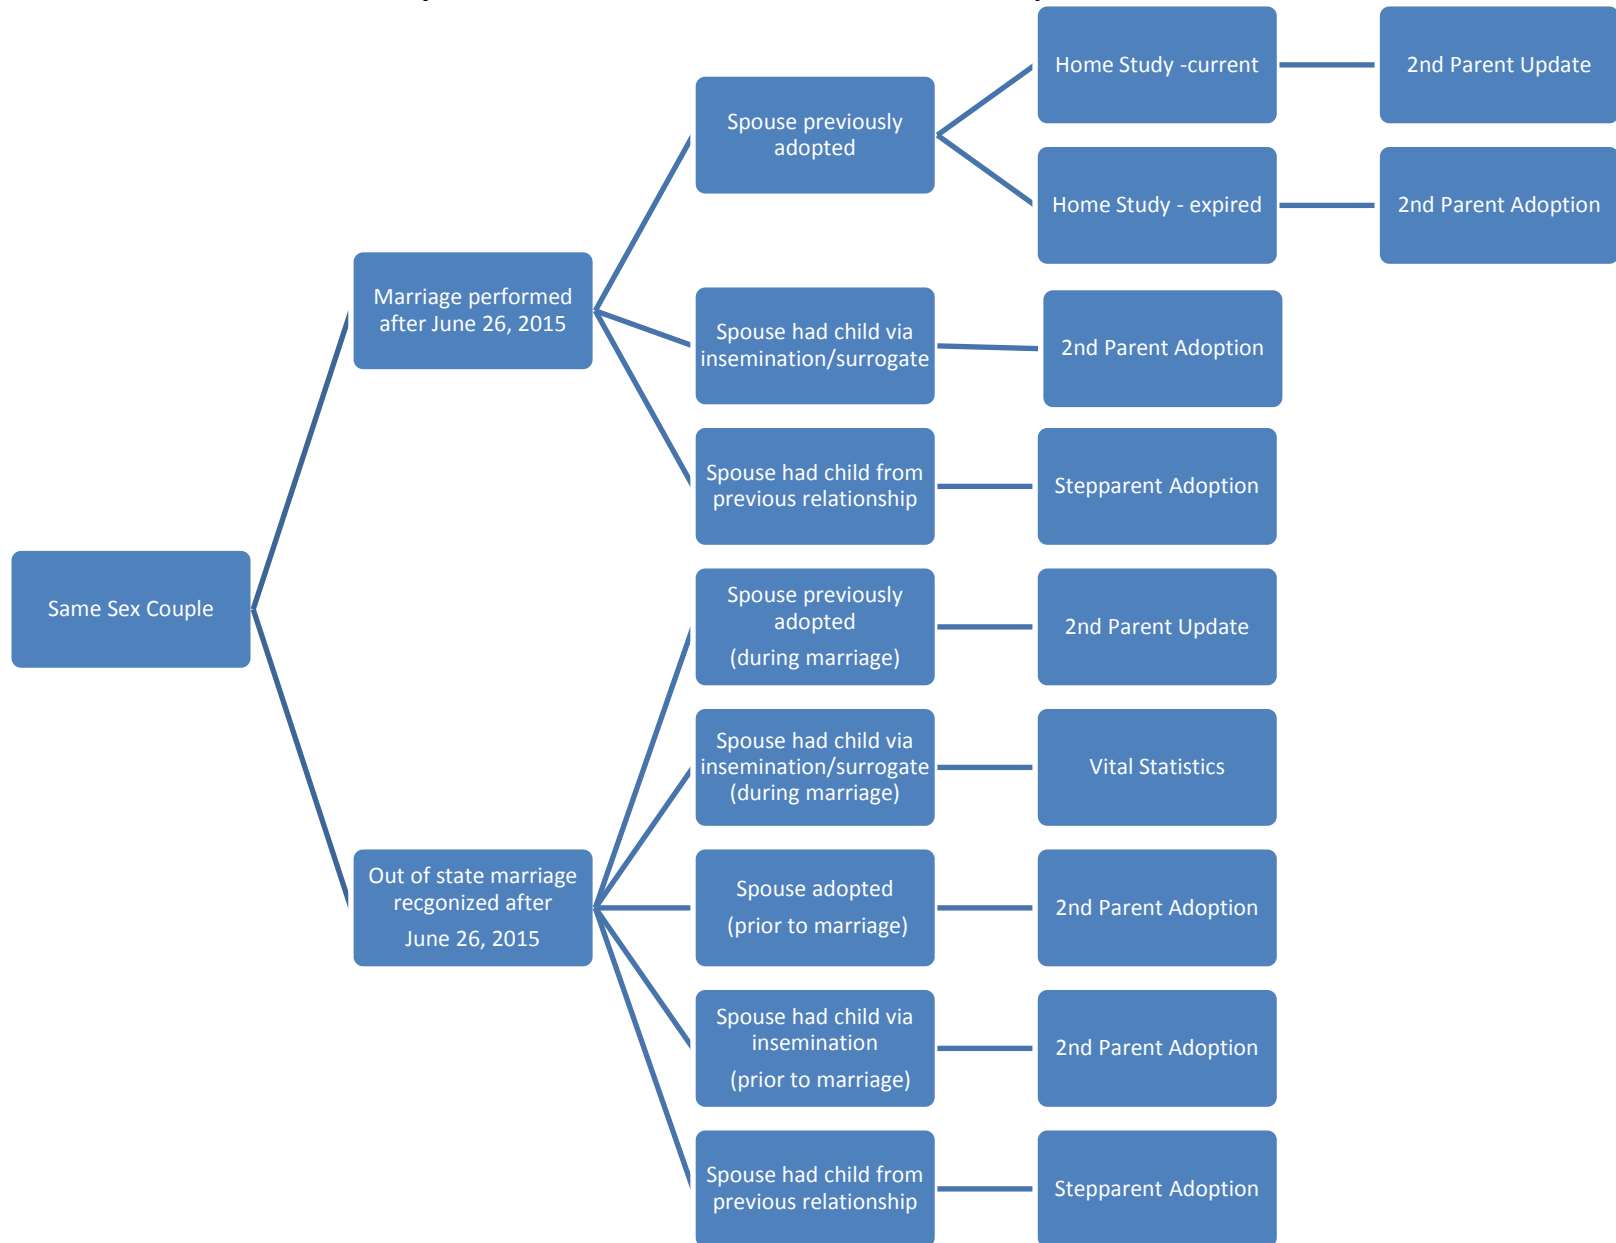 Home Study -current
2nd Parent Update
Spouse previously
adopted
Home Study - expired
2nd Parent Adoption
Marriage performed
after June 26, 2015
Spouse had child via
insemination/surrogate
2nd Parent Adoption
Spouse had child from
previous relationship
Stepparent Adoption
Same Sex Couple
Spouse previously
adopted
(during marriage)
2nd Parent Update
Spouse had child via
insemination/surrogate
(during marriage)
Vital Statistics
Out of state marriage
recgonized after
June 26, 2015
Spouse adopted
(prior to marriage)
2nd Parent Adoption
Spouse had child via
insemination
(prior to marriage)
2nd Parent Adoption
Spouse had child from
previous relationship
Stepparent Adoption